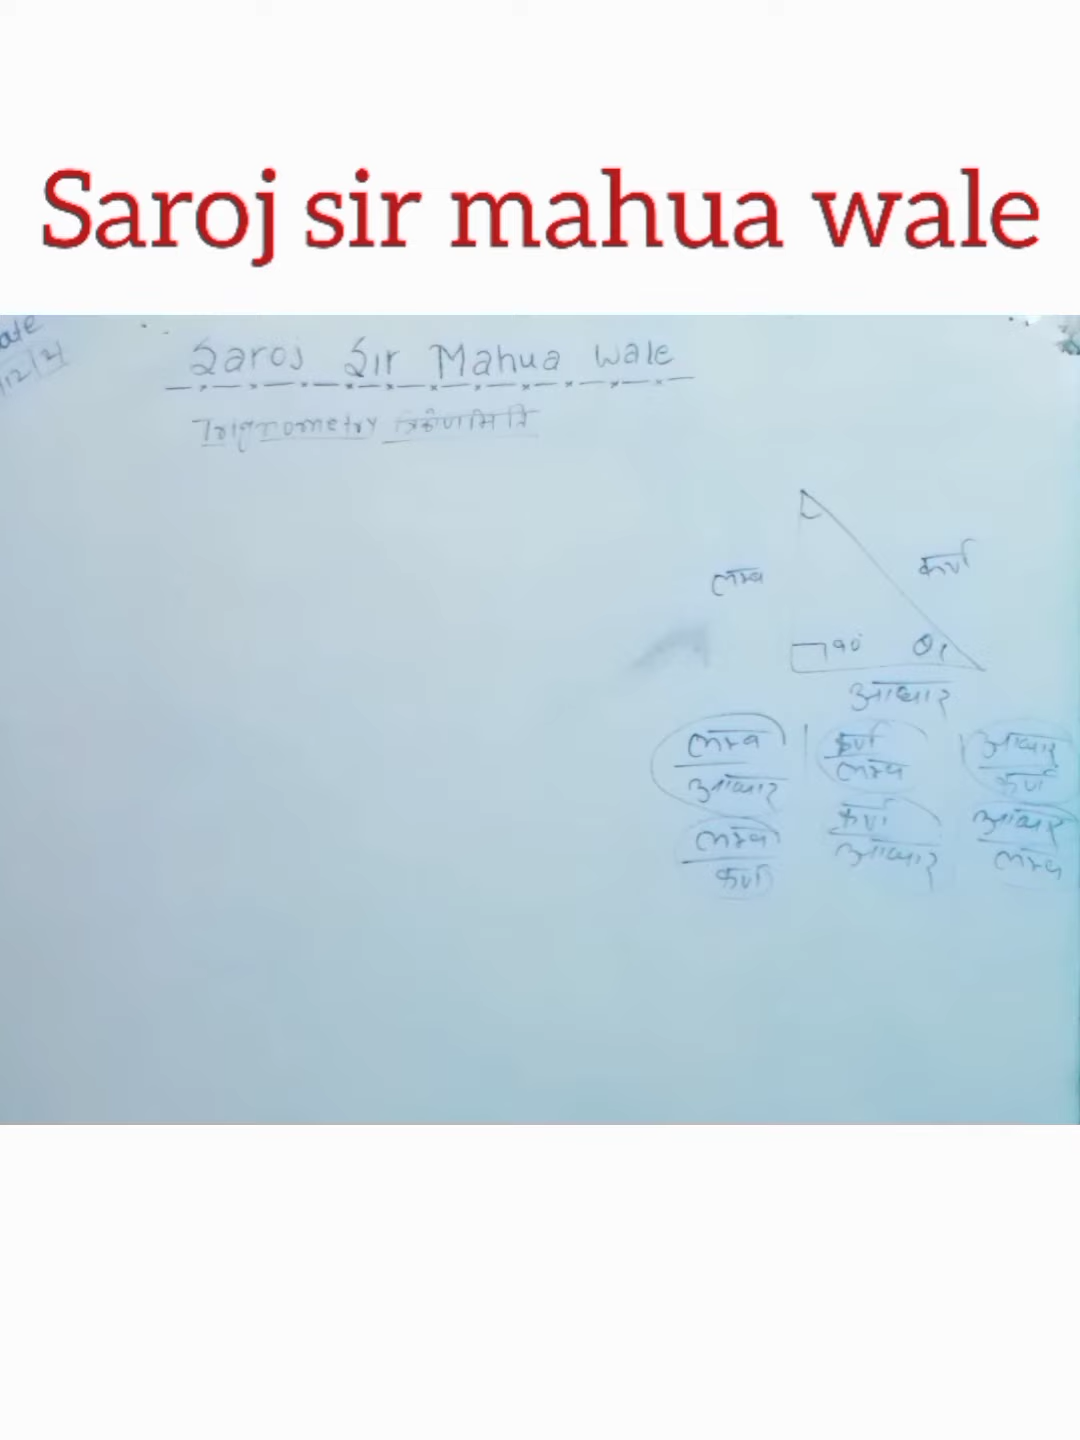 Saroj sir mahua wale
Saroj Sir Mahua Wale
Trignometry त्रिकोणमिति
लम्ब
कर्ण
90°
θ
आधार
लम्ब
आधार
कर्ण
लम्ब
आधार
कर्ण
लम्ब
कर्ण
कर्ण
आधार
आधार
लम्ब